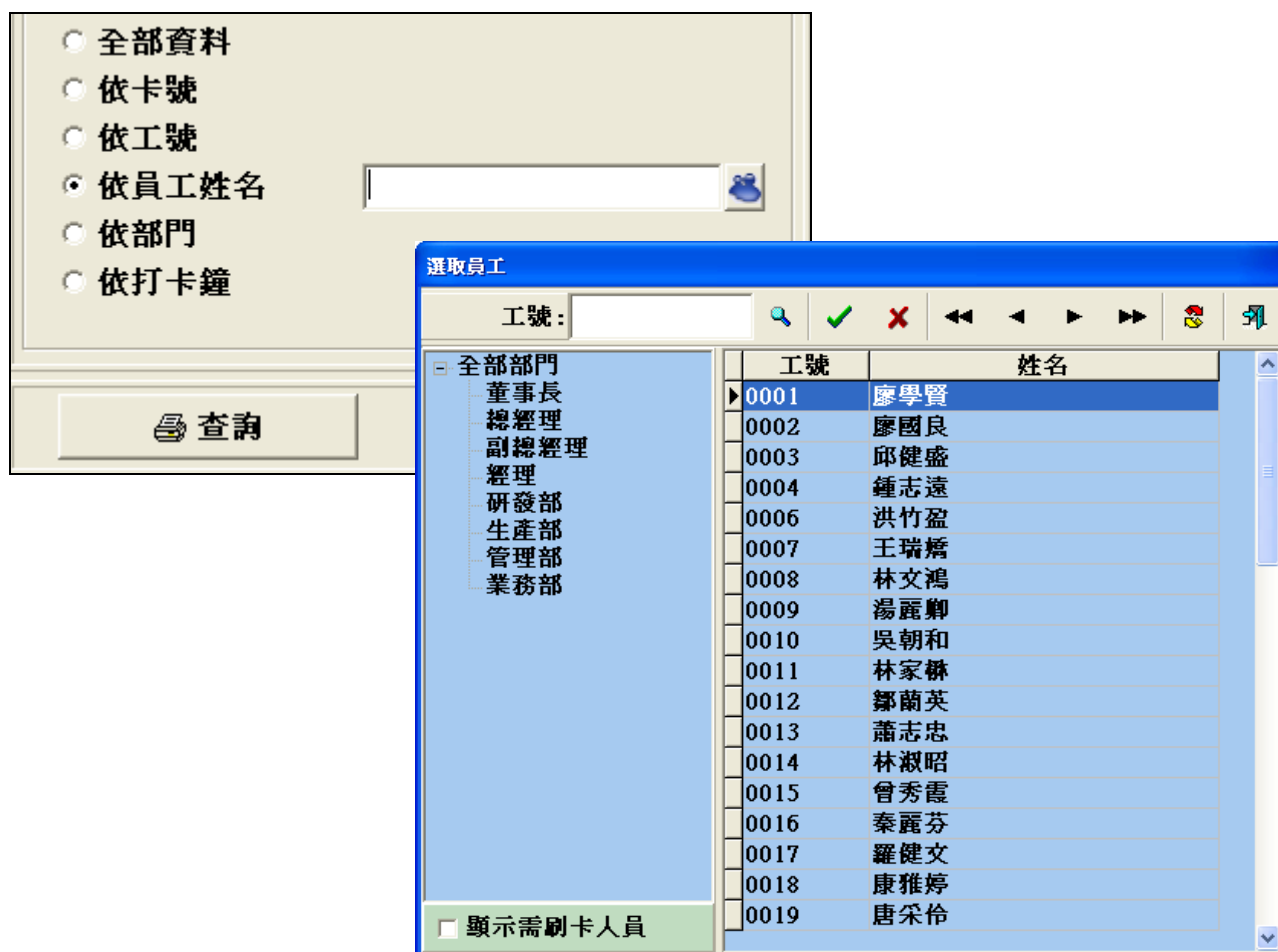 全部資料
依卡號
依工號
依員工姓名
依部門
依打卡鐘
查詢
選取員工
工號:
全部部門
董事長
總經理
副總經理
經理
研發部
生產部
管理部
業務部
顯示需刷卡人員
工號 姓名
0001 廖學賢
0002 廖國良
0003 邱健盛
0004 鍾志遠
0006 洪竹盈
0007 王瑞嬌
0008 林文鴻
0009 湯麗卿
0010 吳朝和
0011 林家
0012 鄒蘭英
0013 蕭志忠
0014 林淑昭
0015 曾秀霞
0016 秦麗芬
0017 羅健文
0018 康雅婷
0019 唐采伶